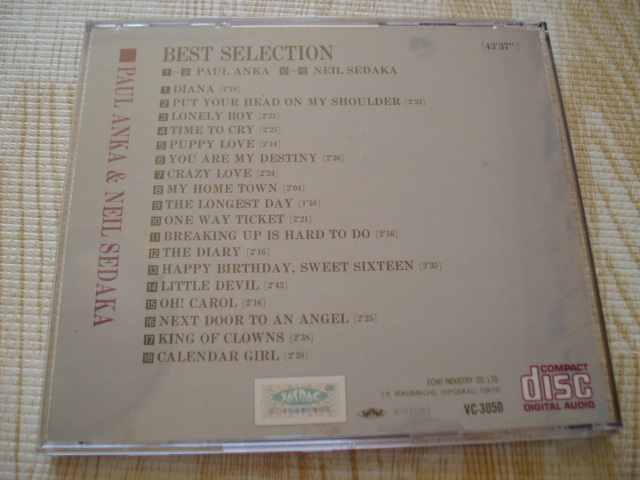 BEST SELECTION [43'37"]
1~9 PAUL ANKA 10~18 NEIL SEDAKA
1 DIANA [2'19]
2 PUT YOUR HEAD ON MY SHOULDER [2'33]
3 LONELY BOY [2'25]
4 TIME TO CRY [2'25]
5 PUPPY LOVE [2'44]
6 YOU ARE MY DESTINY [2'26]
7 CRAZY LOVE [2'24]
8 MY HOME TOWN [2'04]
9 THE LONGEST DAY [1'58]
10 ONE WAY TICKET [2'21]
11 BREAKING UP IS HARD TO DO [2'16]
12 THE DIARY [2'16]
13 HAPPY BIRTHDAY, SWEET SIXTEEN [2'35]
14 LITTLE DEVIL [2'43]
15 OH! CAROL [2'16]
16 NEXT DOOR TO AN ANGEL [2'25]
17 KING OF CLOWNS [2'38]
18 CALENDAR GIRL [2'38]
PAUL ANKA & NEIL SEDAKA
JASRAC
ECHO INDUSTRY CO., LTD.
ROKUBANCHO, CHIYODAKU, TOKYO
VC-3050
COMPACT
disc
DIGITAL AUDIO